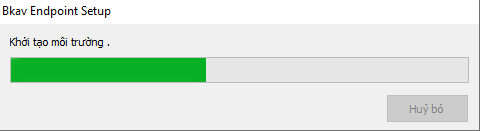 Bkav Endpoint Setup
Khởi tạo môi trường .
Huỷ bỏ